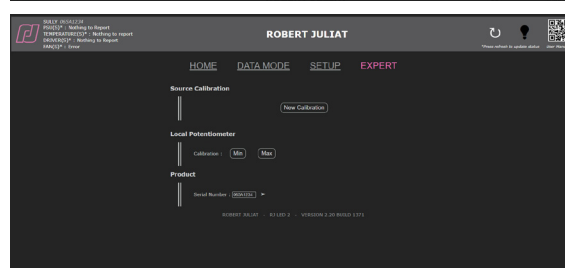 SULLY 065A1234
PSU(S)* : Nothing to Report
TEMPERATURE(S)* : Nothing to report
DRIVER(S)* : Nothing to Report
FAN(S)* : Error
ROBERT JULIAT
*Press refresh to update status
User Manual
HOME DATA MODE SETUP EXPERT
Source Calibration
New Calibration
Local Potentiometer
Calibration : Min Max
Product
Serial Number : 065A1234
ROBERT JULIAT - RJ LED 2 - VERSION 2.20 BUILD 1371